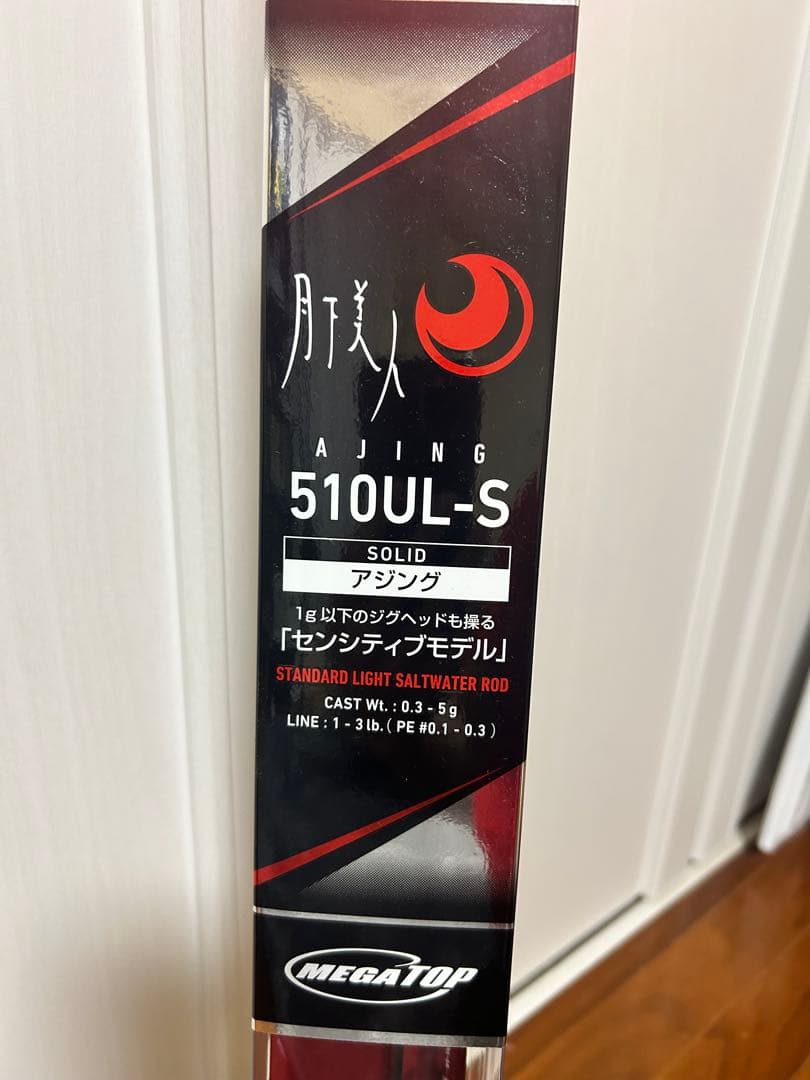 月下美人
AJING
510UL-S
SOLID
アジング
1g以下のジグヘッドも操る
「センシティブモデル」
STANDARD LIGHT SALTWATER ROD
CAST Wt. : 0.3 - 5 g
LINE : 1 - 3 lb. ( PE #0.1 - 0.3 )
MEGATOP